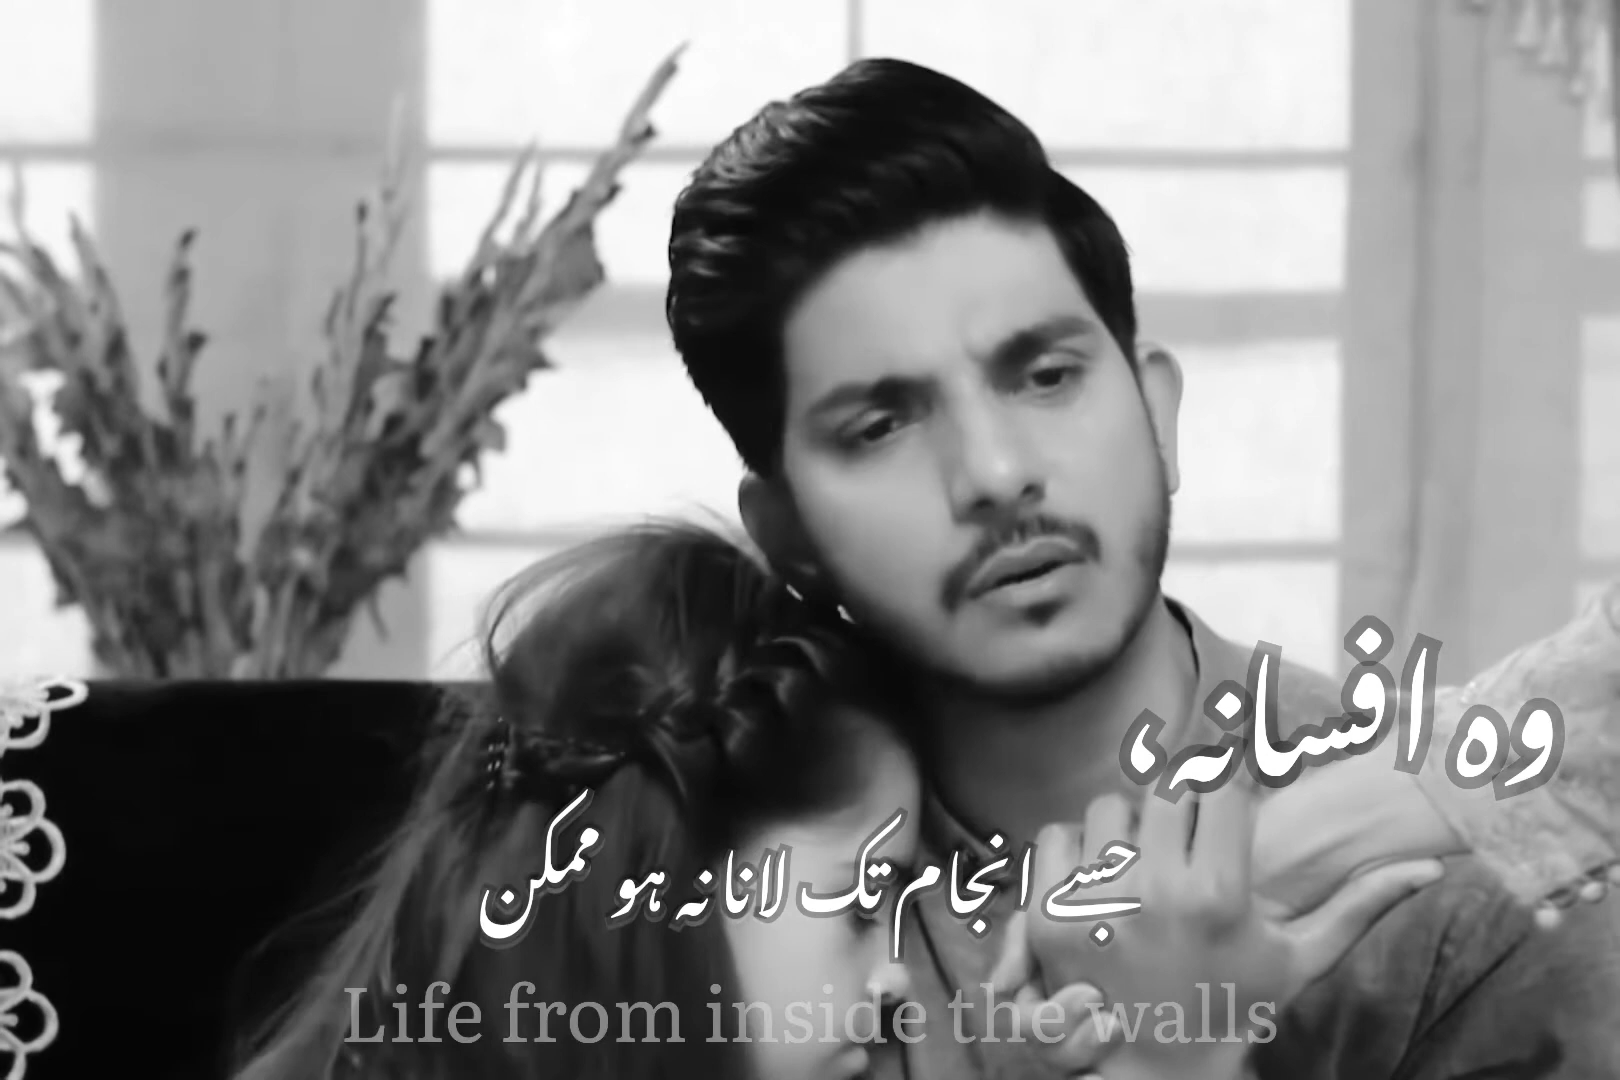 وہ افسانہ،
جسے انجام تک لانا نہ ہو ممکن
Life from inside the walls